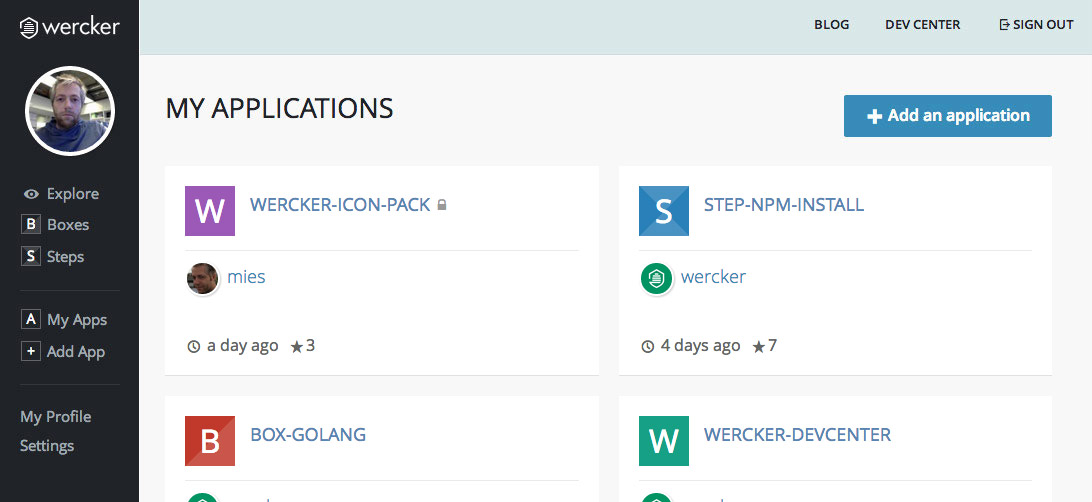 wercker
BLOG DEV CENTER SIGN OUT
MY APPLICATIONS
+ Add an application
Explore
B Boxes
S Steps
A My Apps
+ Add App
My Profile
Settings
W WERCKER-ICON-PACK
mies
a day ago 3
S STEP-NPM-INSTALL
wercker
4 days ago 7
B BOX-GOLANG
W WERCKER-DEVCENTER